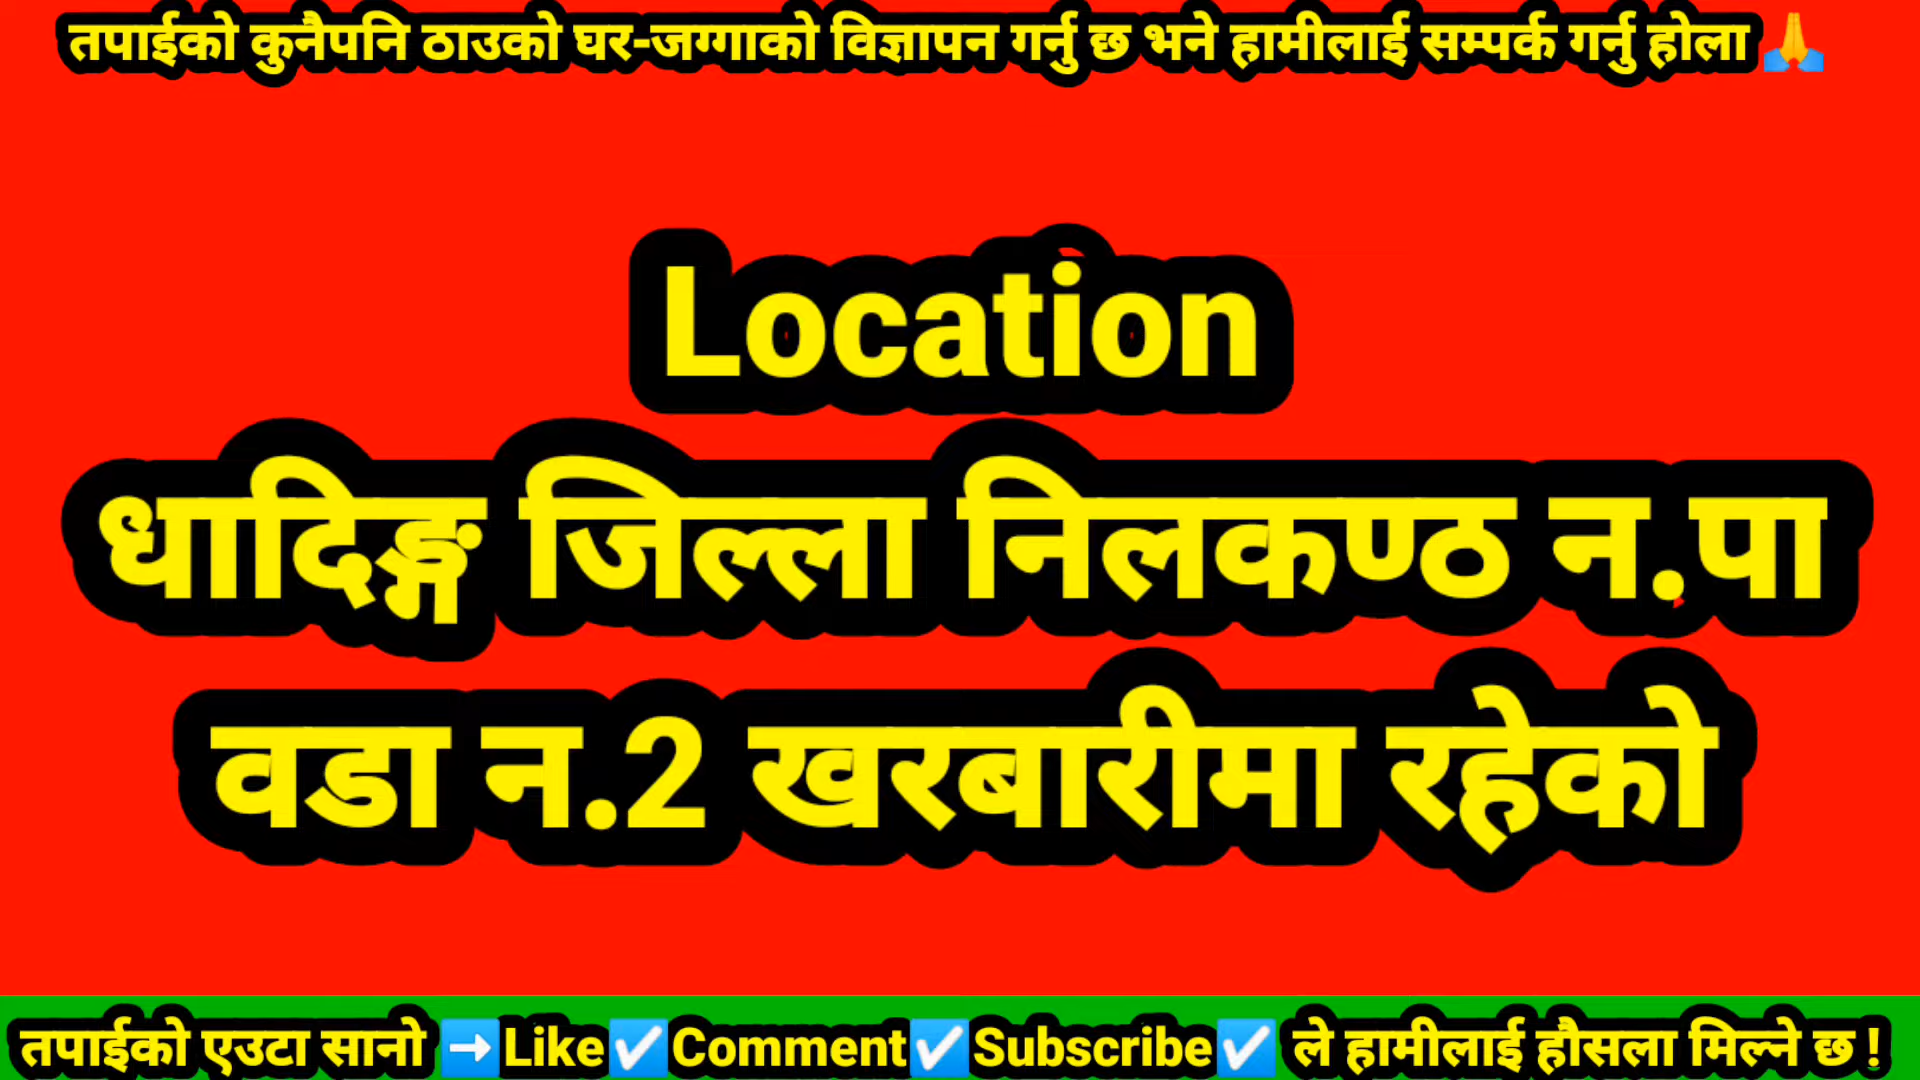 तपाईको कुनैपनि ठाउको घर-जग्गाको विज्ञापन गर्नु छ भने हामीलाई सम्पर्क गर्नु होला 🙏
Location
धादिङ्ग जिल्ला निलकण्ठ न.पा
वडा न.2 खरबारीमा रहेको
तपाईको एउटा सानो ➡Like✅Comment✅Subscribe✅ ले हामीलाई हौसला मिल्ने छ !